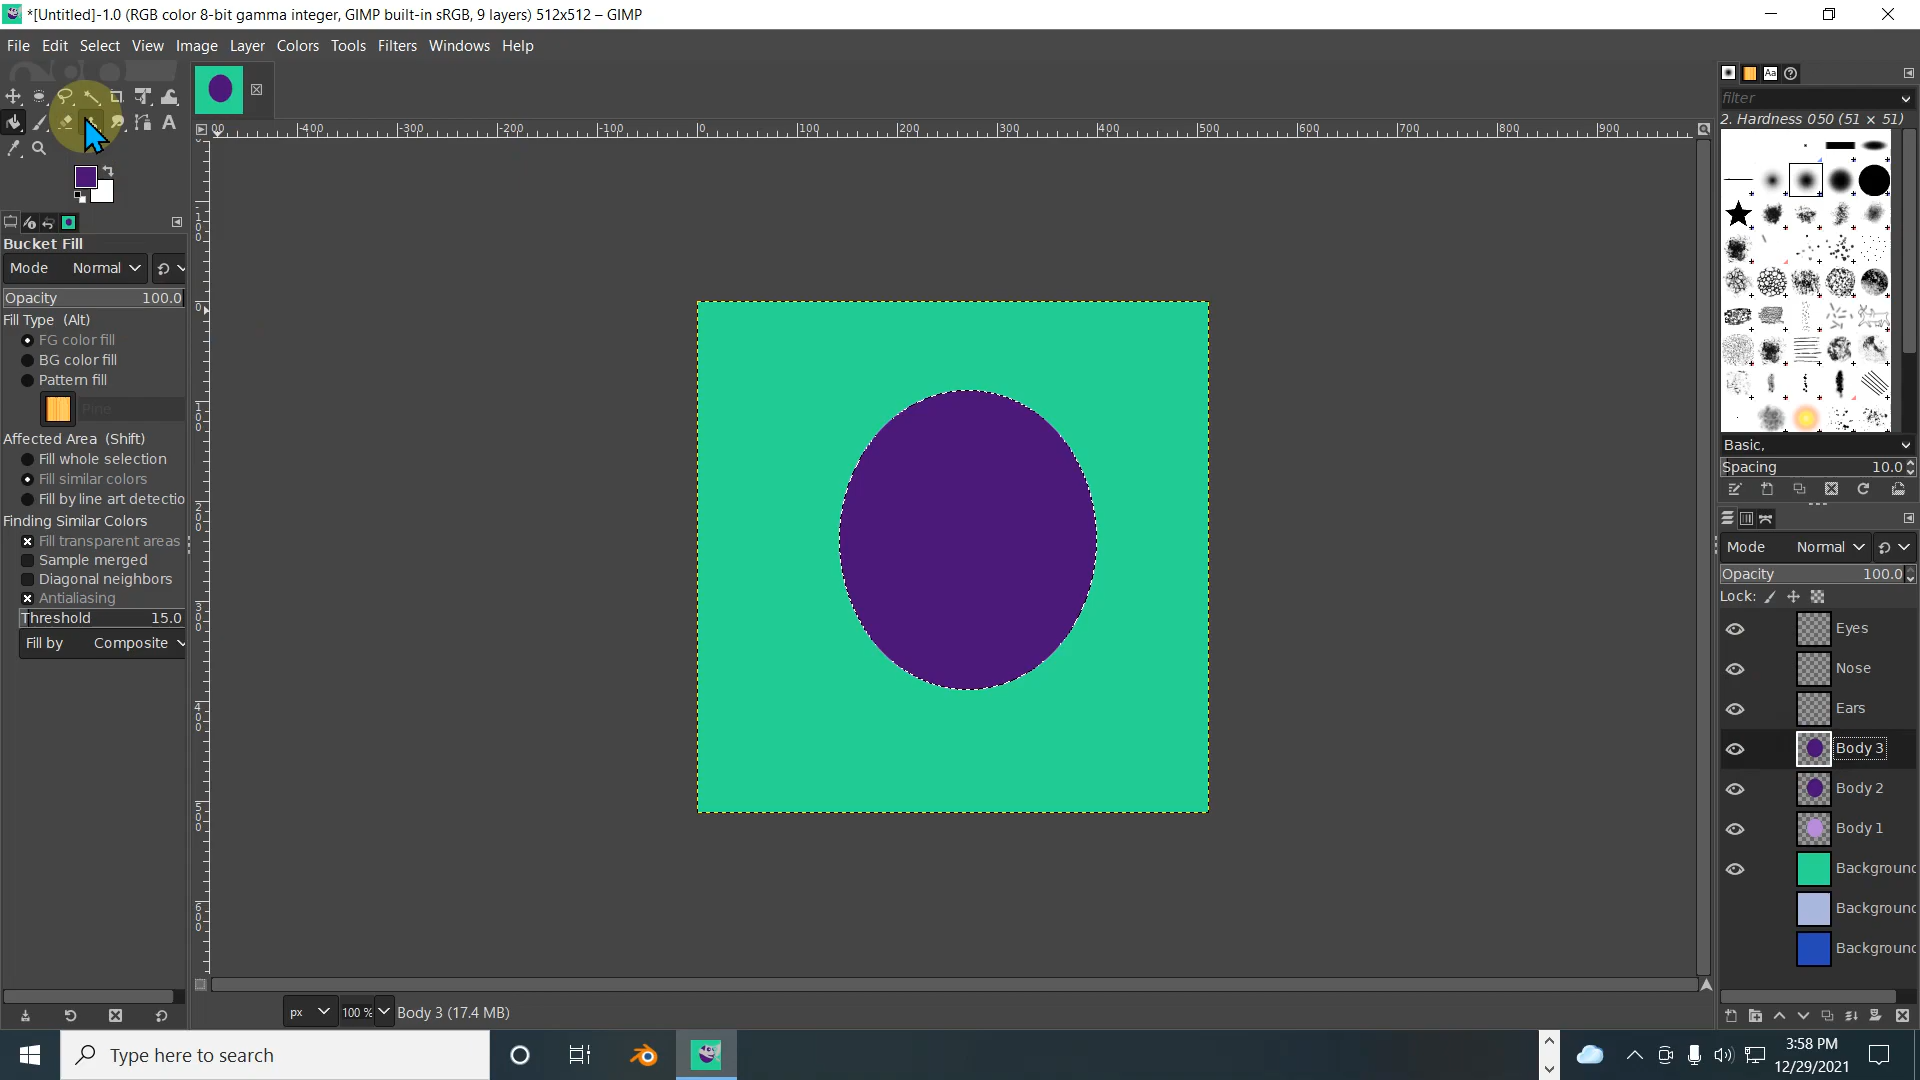 *[Untitled]-1.0 (RGB color 8-bit gamma integer, GIMP built-in sRGB, 9 layers) 512x512 – GIMP
File Edit Select View Image Layer Colors Tools Filters Windows Help
filter
2. Hardness 050 (51 × 51)
-400 -300 -200 -100 0 100 200 300 400 500 600 700 800 900
Bucket Fill
Mode Normal
Opacity 100.0
Fill Type (Alt)
FG color fill
BG color fill
Pattern fill
Pine
Affected Area (Shift)
Fill whole selection
Fill similar colors
Fill by line art detectio
Finding Similar Colors
Fill transparent areas
Sample merged
Diagonal neighbors
Antialiasing
Threshold 15.0
Fill by Composite
Basic,
Spacing 10.0
Mode Normal
Opacity 100.0
Lock:
Eyes
Nose
Ears
Body 3
Body 2
Body 1
Background
Background
Background
px 100 % Body 3 (17.4 MB)
Type here to search
3:58 PM
12/29/2021